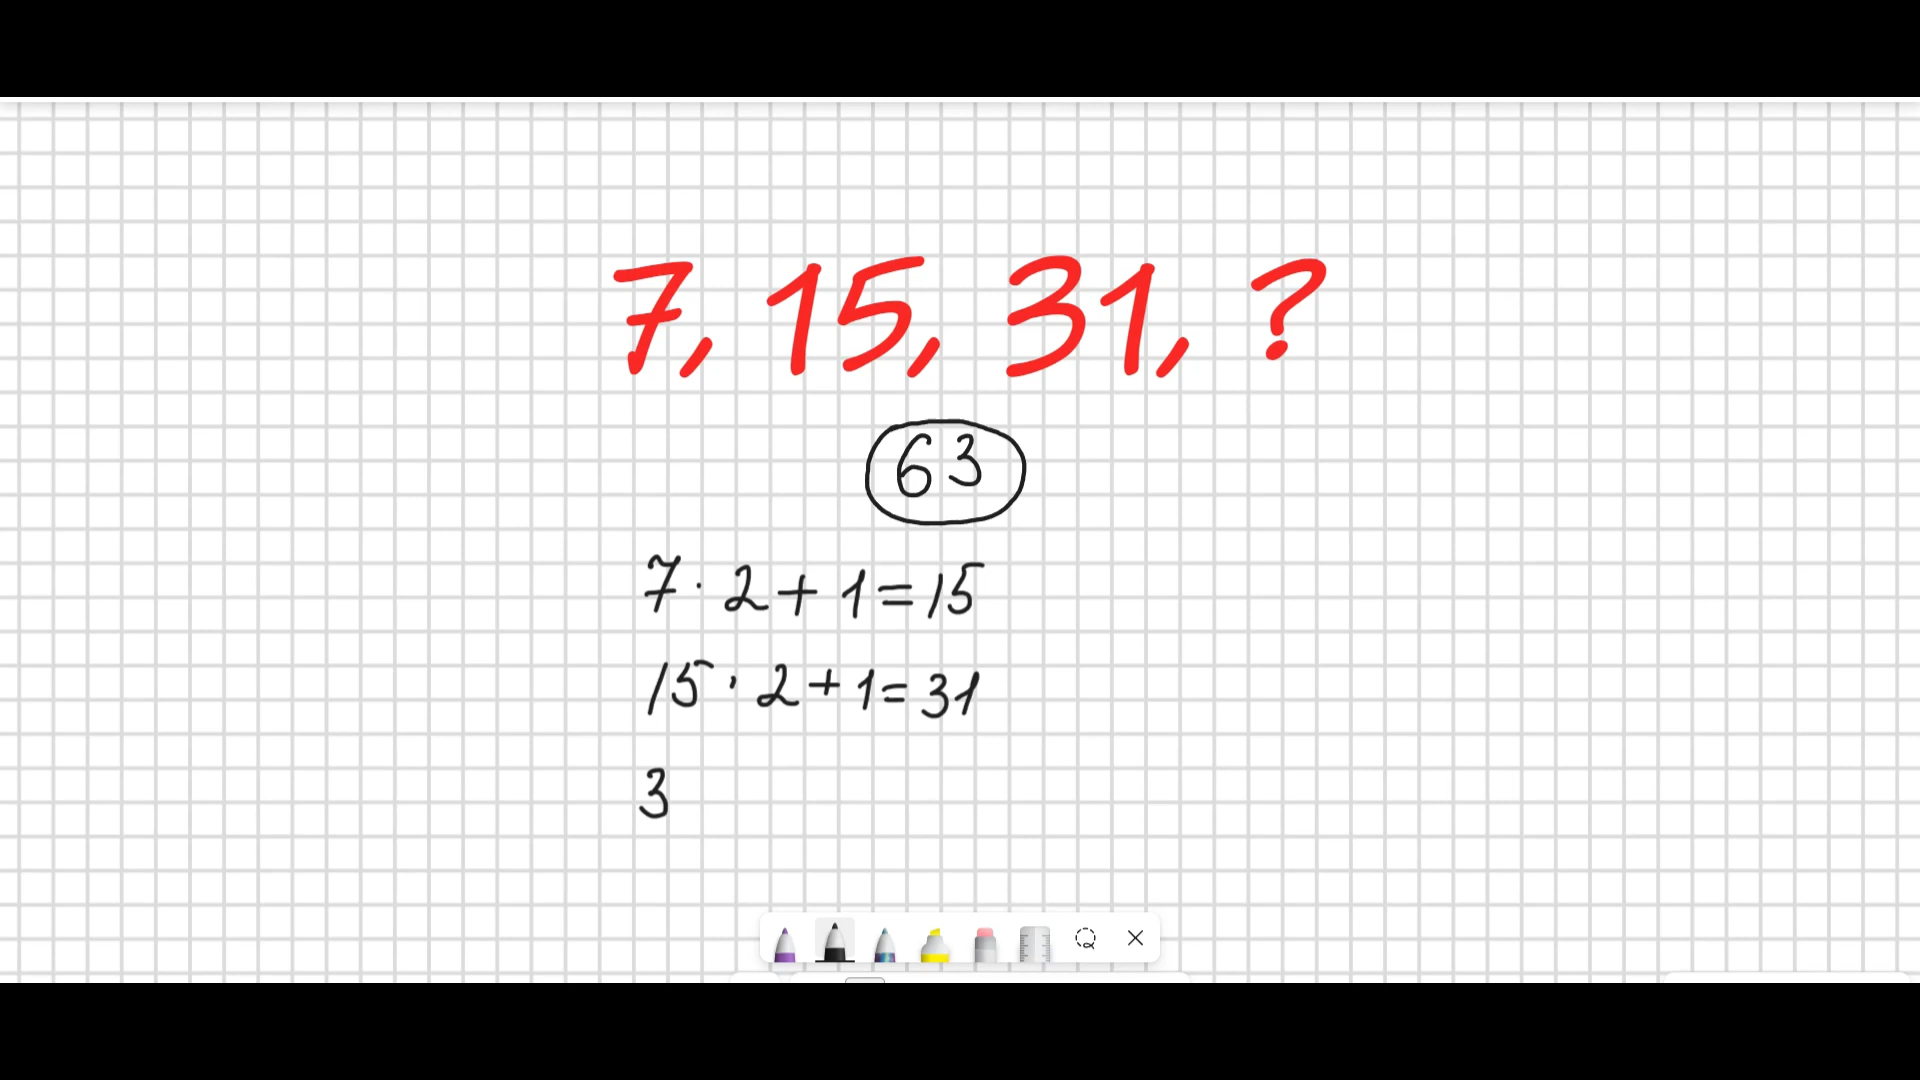 7, 15, 31, ?
63
7 · 2 + 1 = 15
15 · 2 + 1 = 31
3